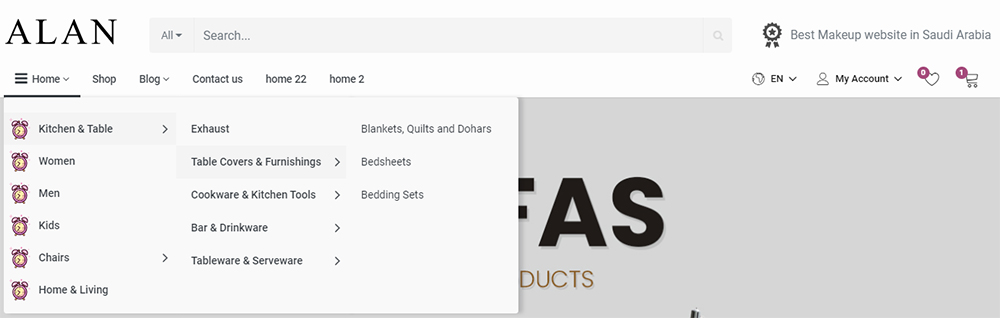 ALAN
All
Search...
Best Makeup website in Saudi Arabia
Home
Shop
Blog
Contact us
home 22
home 2
EN
My Account
0
1
Kitchen & Table
Women
Men
Kids
Chairs
Home & Living
Exhaust
Table Covers & Furnishings
Cookware & Kitchen Tools
Bar & Drinkware
Tableware & Serveware
Blankets, Quilts and Dohars
Bedsheets
Bedding Sets
FAS
DUCTS